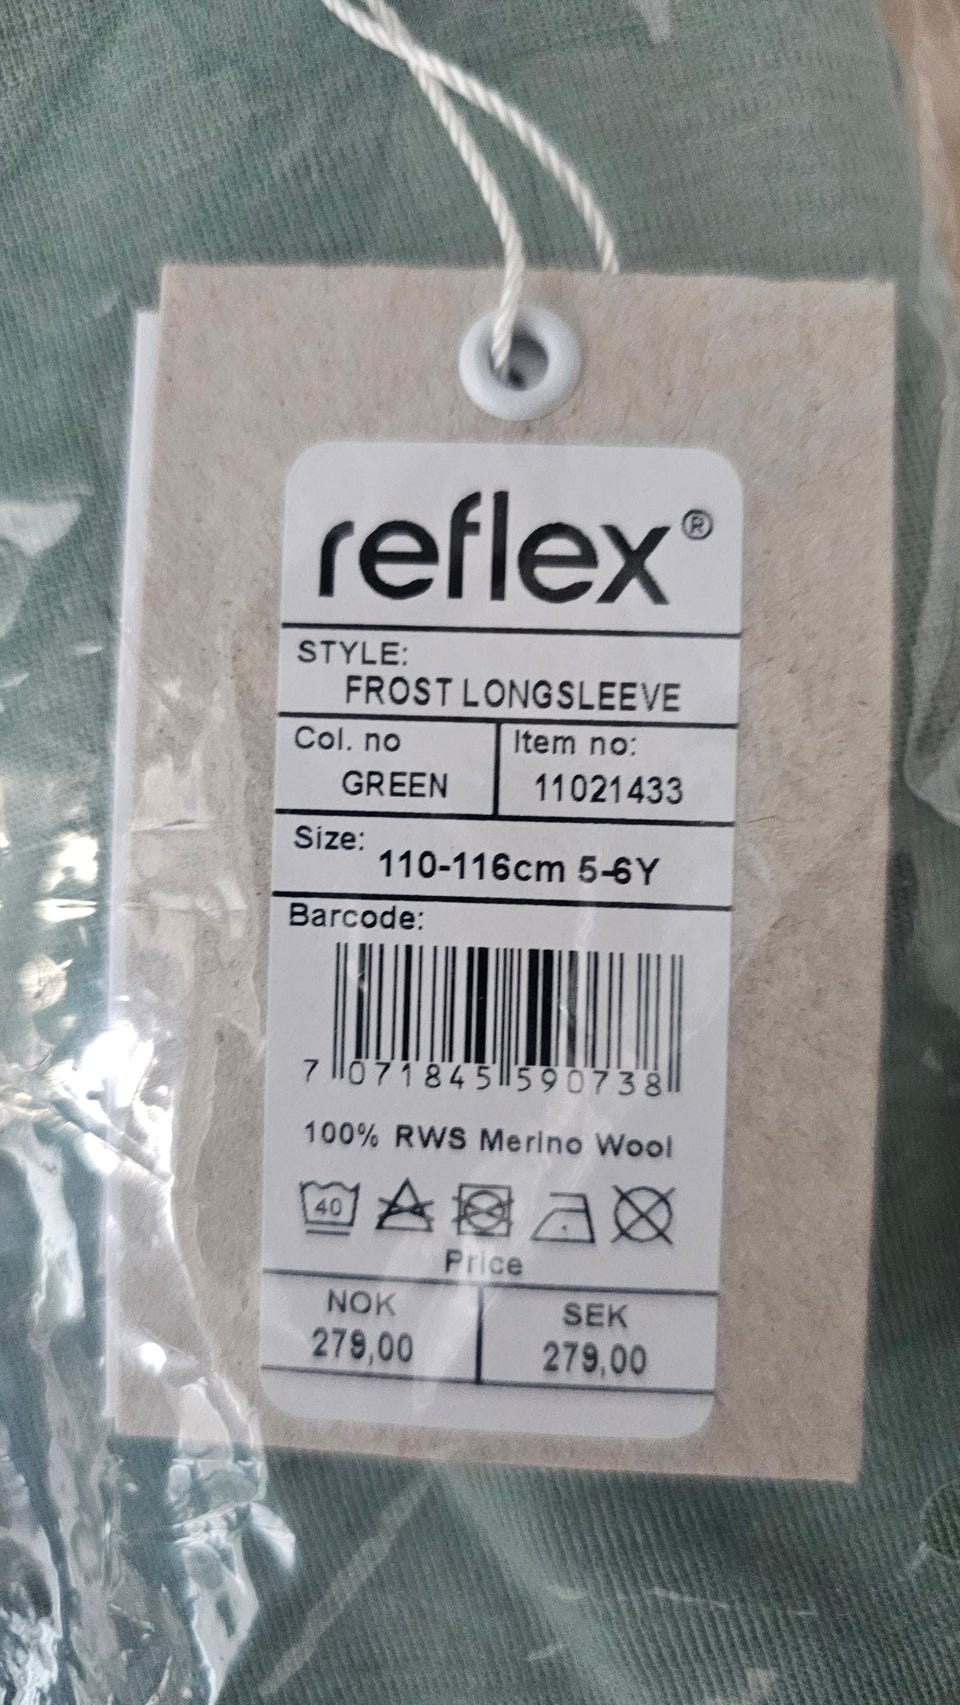 reflex®
STYLE:
FROST LONGSLEEVE
Col. no
GREEN
Item no:
11021433
Size:
110-116cm 5-6Y
Barcode:
7 071845 590738
100% RWS Merino Wool
40
Price
NOK
279,00
SEK
279,00